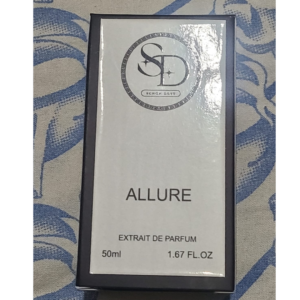 SD
ALLURE
EXTRAIT DE PARFUM
50ml 1.67 FL.OZ